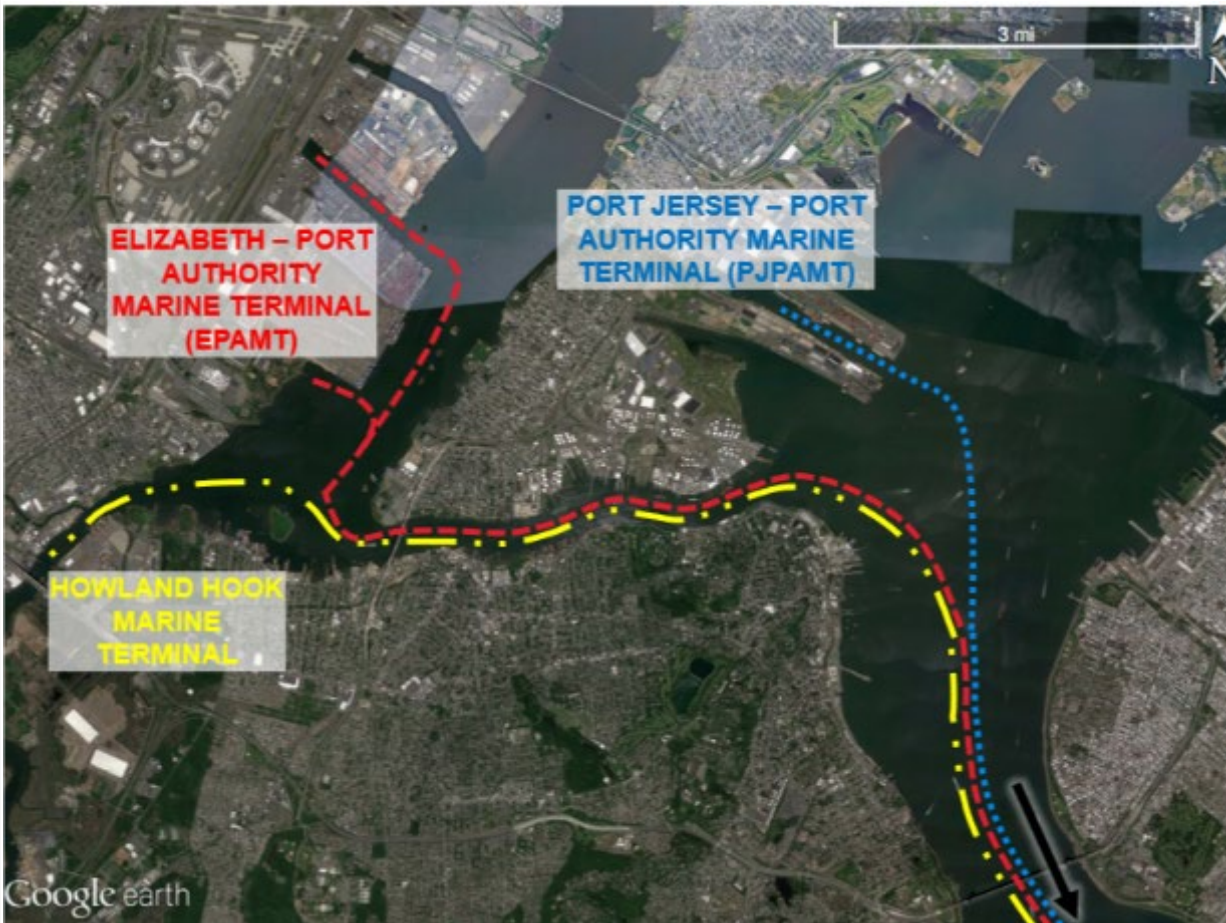 3 mi
N
PORT JERSEY – PORT
AUTHORITY MARINE
TERMINAL (PJPAMT)
ELIZABETH – PORT
AUTHORITY
MARINE TERMINAL
(EPAMT)
HOWLAND HOOK
MARINE
TERMINAL
Google earth